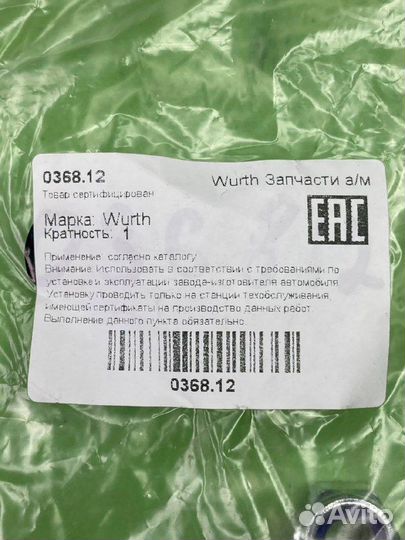 0368.12
Wurth Запчасти а/м
Товар сертифицирован
Марка: Wurth
Кратность: 1
EAC
Применение: согласно каталогу
Внимание: Использовать в соответствии с требованиями по
установке и эксплуатации завода-изготовителя автомобиля.
Установку проводить только на станции техобслуживания,
имеющей сертификаты на производство данных работ.
Выполнение данного пункта обязательно.
0368.12
Avito